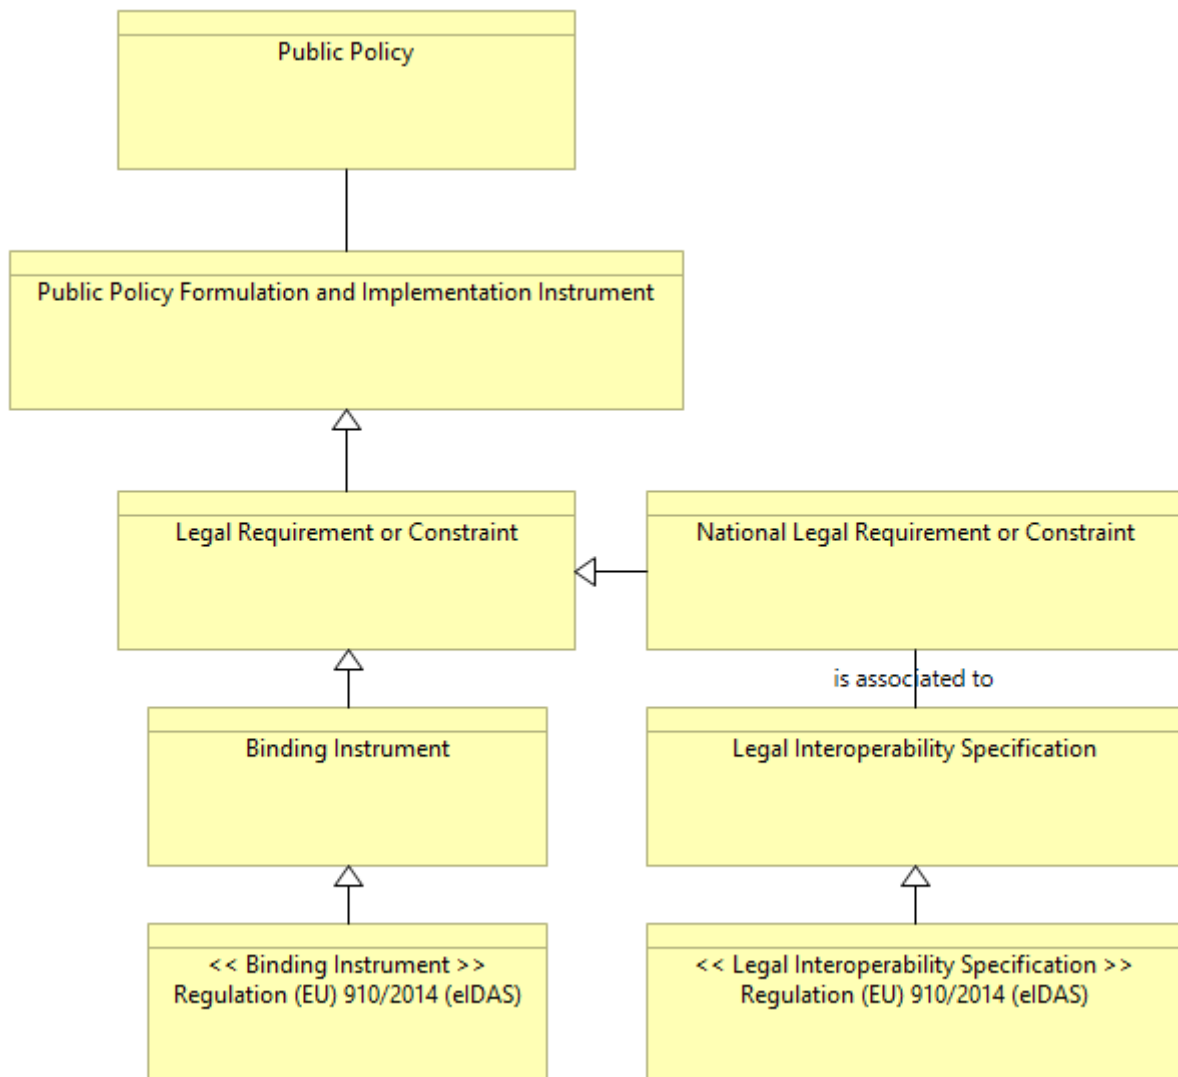 Public Policy
Public Policy Formulation and Implementation Instrument
Legal Requirement or Constraint
National Legal Requirement or Constraint
is associated to
Binding Instrument
Legal Interoperability Specification
<< Binding Instrument >>
Regulation (EU) 910/2014 (eIDAS)
<< Legal Interoperability Specification >>
Regulation (EU) 910/2014 (eIDAS)